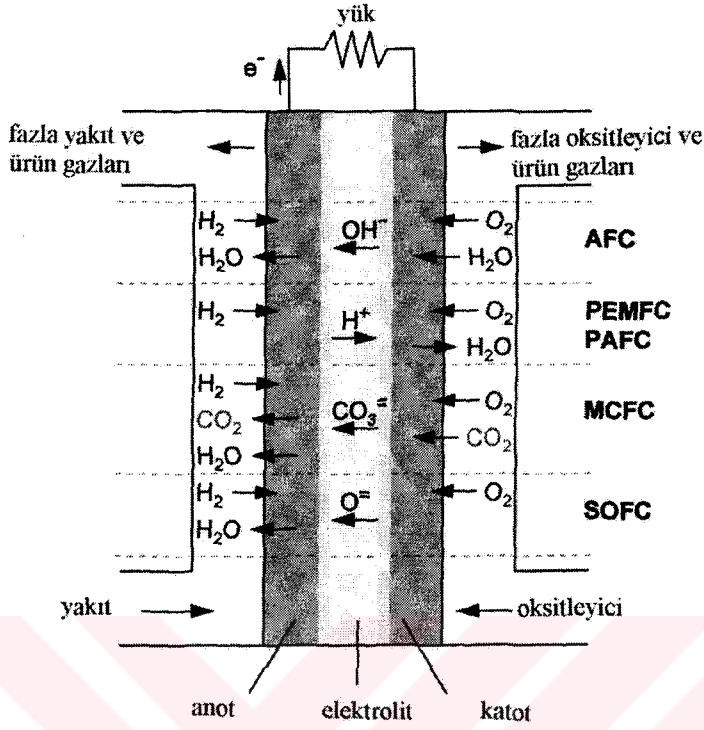 yük
e⁻
fazla yakıt ve
ürün gazları
fazla oksitleyici ve
ürün gazları
H₂ OH⁻ O₂
H₂O H₂O
AFC
H₂ H⁺ O₂
H₂O
PEMFC
PAFC
H₂
CO₂ CO₃⁼ O₂
H₂O CO₂
MCFC
H₂ O⁼ O₂
H₂O
SOFC
yakıt
oksitleyici
anot elektrolit katot